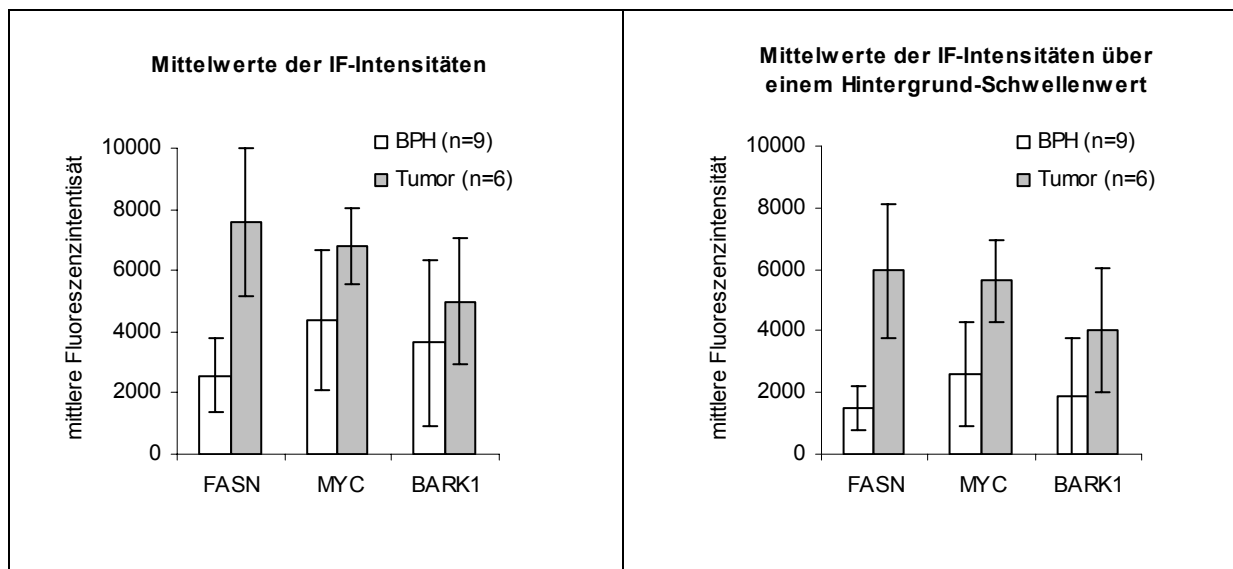 Mittelwerte der IF-Intensitäten
mittlere Fluoreszenzintentisät
10000
8000
6000
4000
2000
0
BPH (n=9)
Tumor (n=6)
FASN MYC BARK1
Mittelwerte der IF-Intensitäten über
einem Hintergrund-Schwellenwert
mittlere Fluoreszenzintensität
10000
8000
6000
4000
2000
0
BPH (n=9)
Tumor (n=6)
FASN MYC BARK1